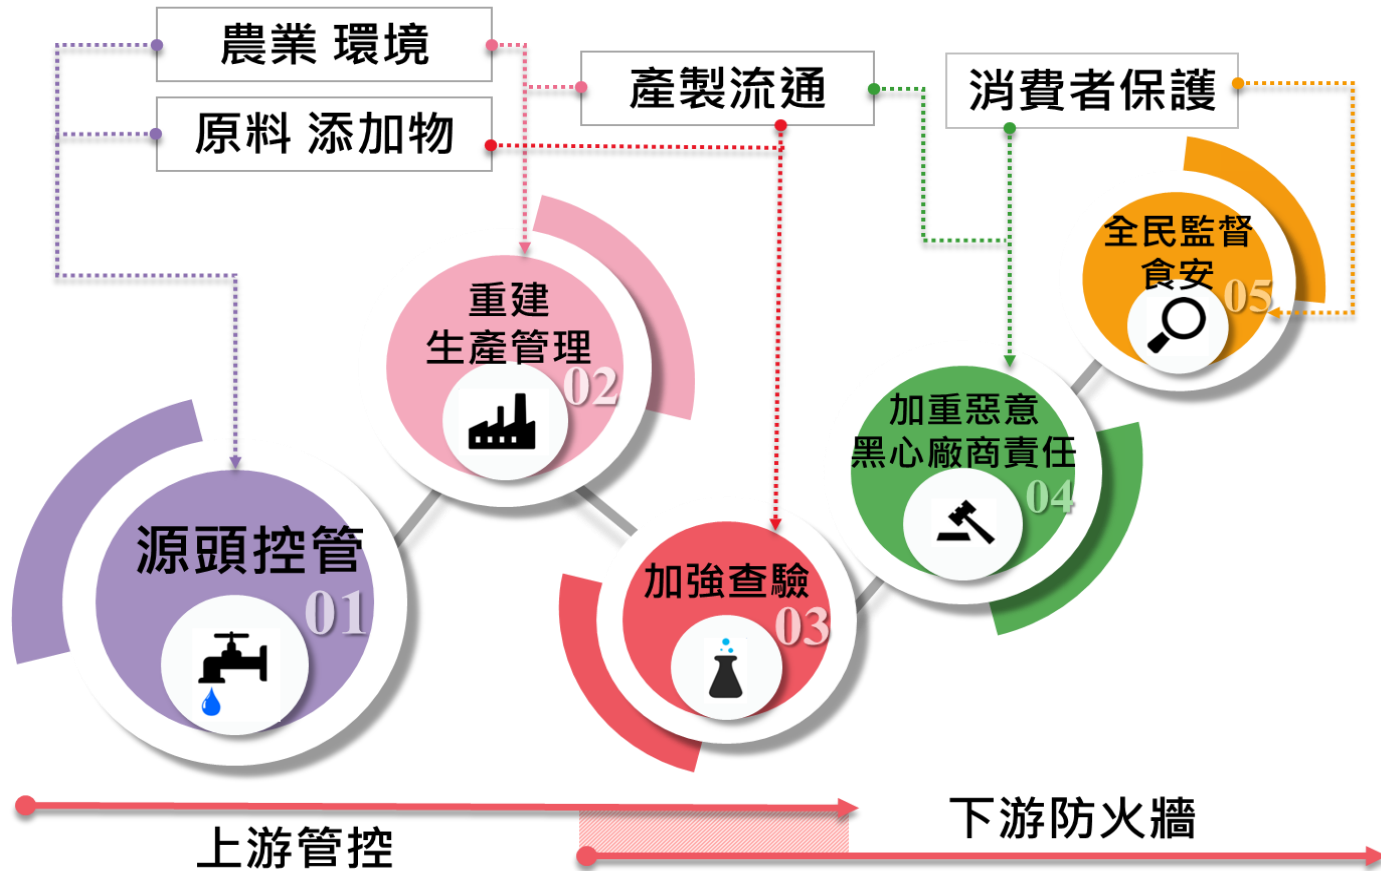 農業 環境
原料 添加物
產製流通
消費者保護
源頭控管
01
重建
生產管理
02
加強查驗
03
加重惡意
黑心廠商責任
04
全民監督
食安
05
上游管控
下游防火牆